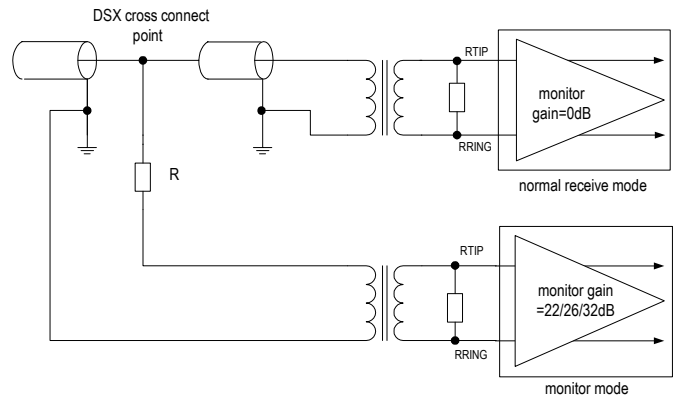 DSX cross connect
point
RTIP
monitor
gain=0dB
RRING
normal receive mode
R
RTIP
monitor gain
=22/26/32dB
RRING
monitor mode